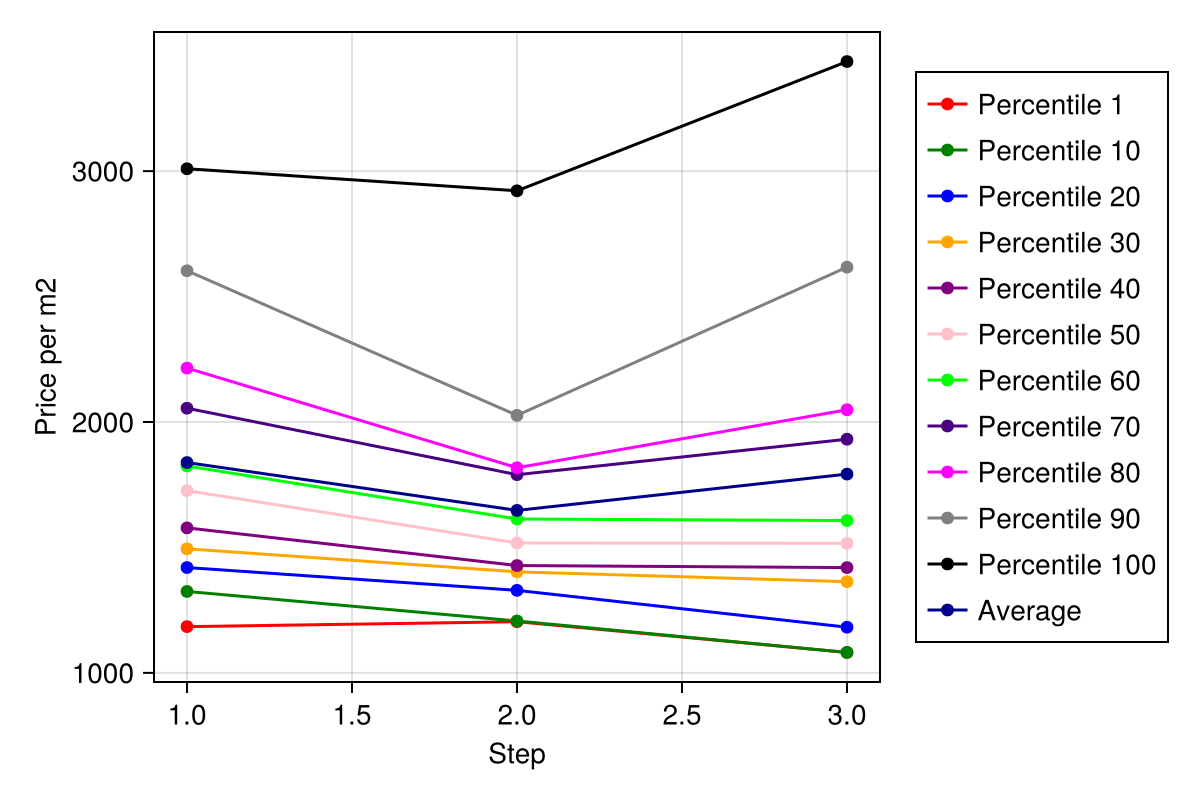 Price per m2
3000
2000
1000
1.0 1.5 2.0 2.5 3.0
Step
Percentile 1
Percentile 10
Percentile 20
Percentile 30
Percentile 40
Percentile 50
Percentile 60
Percentile 70
Percentile 80
Percentile 90
Percentile 100
Average